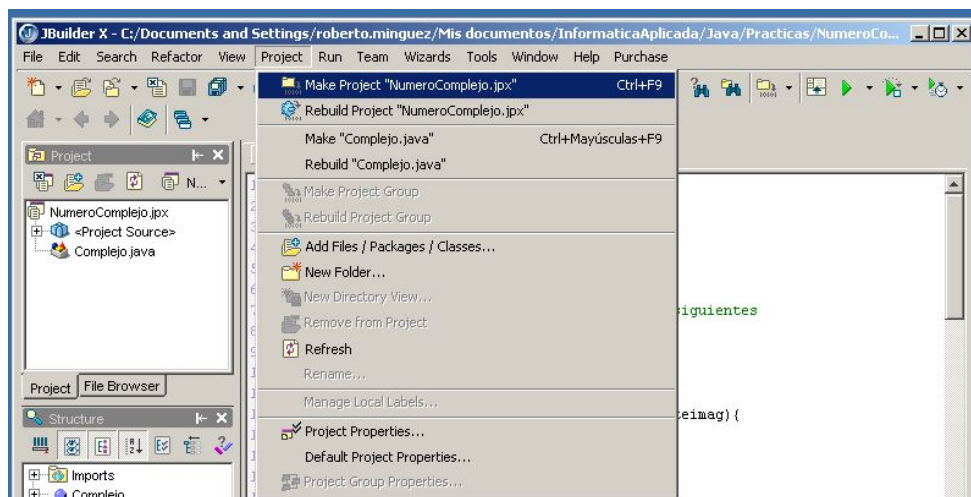 JBuilder X - C:/Documents and Settings/roberto.minguez/Mis documentos/InformaticaAplicada/Java/Practicas/NumeroCo...
File Edit Search Refactor View Project Run Team Wizards Tools Window Help Purchase
Make Project "NumeroComplejo.jpx" Ctrl+F9
Rebuild Project "NumeroComplejo.jpx"
Make "Complejo.java" Ctrl+Mayúsculas+F9
Rebuild "Complejo.java"
Make Project Group
Rebuild Project Group
Add Files / Packages / Classes...
New Folder...
New Directory View...
Remove from Project
Refresh
Rename...
Manage Local Labels...
Project Properties...
Default Project Properties...
Project Group Properties...
Project
N...
NumeroComplejo.jpx
<Project Source>
Complejo.java
Project File Browser
Structure
Imports
Complejo
siguientes
teimag){